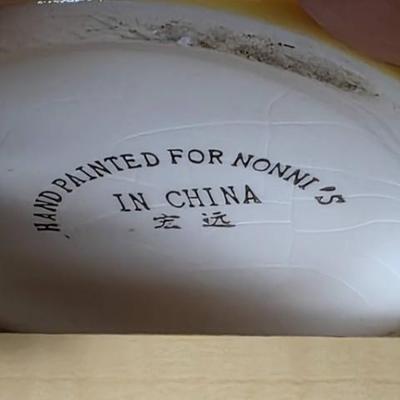 HAND PAINTED FOR NONNI'S
IN CHINA
宏远